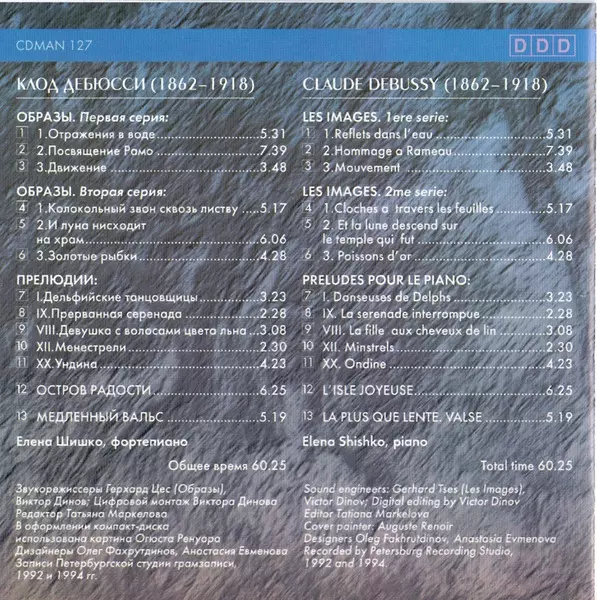 CDMAN 127
DDD
КЛОД ДЕБЮССИ (1862–1918)
ОБРАЗЫ. Первая серия:
1 1.Отражения в воде 5.31
2 2.Посвящение Рамо 7.39
3 3.Движение 3.48
ОБРАЗЫ. Вторая серия:
4 1.Колокольный звон сквозь листву 5.17
5 2.И луна нисходит
на храм 6.06
6 3.Золотые рыбки 4.28
ПРЕЛЮДИИ:
7 I.Дельфийские танцовщицы 3.23
8 IX.Прерванная серенада 2.28
9 VIII.Девушка с волосами цвета льна 3.08
10 XII.Менестрели 2.30
11 XX.Ундина 4.23
12 ОСТРОВ РАДОСТИ 6.25
13 МЕДЛЕННЫЙ ВАЛЬС 5.19
Елена Шишко, фортепиано
Общее время 60.25
Звукорежиссеры Герхард Цес (Образы)
Виктор Динов; Цифровой монтаж Виктора Динова
Редактор Татьяна Маркелова
В оформлении компакт-диска
использована картина Огюста Ренуара
Дизайнеры Олег Фахрутдинов, Анастасия Евменова
Записи Петербургской студии грамзаписи,
1992 и 1994 гг.
CLAUDE DEBUSSY (1862–1918)
LES IMAGES. 1ere serie:
1 1.Reflets dans l'eau 5.31
2 2.Hommage a Rameau 7.39
3 3.Mouvement 3.48
LES IMAGES. 2me serie:
4 1.Cloches a travers les feuilles 5.17
5 2. Et la lune descend sur
le temple qui fut 6.06
6 3. Poissons d'or 4.28
PRELUDES POUR LE PIANO:
7 I. Danseuses de Delphs 3.23
8 IX. La serenade interrompue 2.28
9 VIII. La fille aux cheveux de lin 3.08
10 XII. Minstrels 2.30
11 XX. Ondine 4.23
12 L'ISLE JOYEUSE 6.25
13 LA PLUS QUE LENTE. VALSE 5.19
Elena Shishko, piano
Total time 60.25
Sound engineers: Gerhard Tses (Les Images),
Victor Dinov; Digital editing by Victor Dinov
Editor Tatiana Markelova
Cover painter: Auguste Renoir
Designers Oleg Fakhrutdinov, Anastasia Evmenova
Recorded by Petersburg Recording Studio,
1992 and 1994.